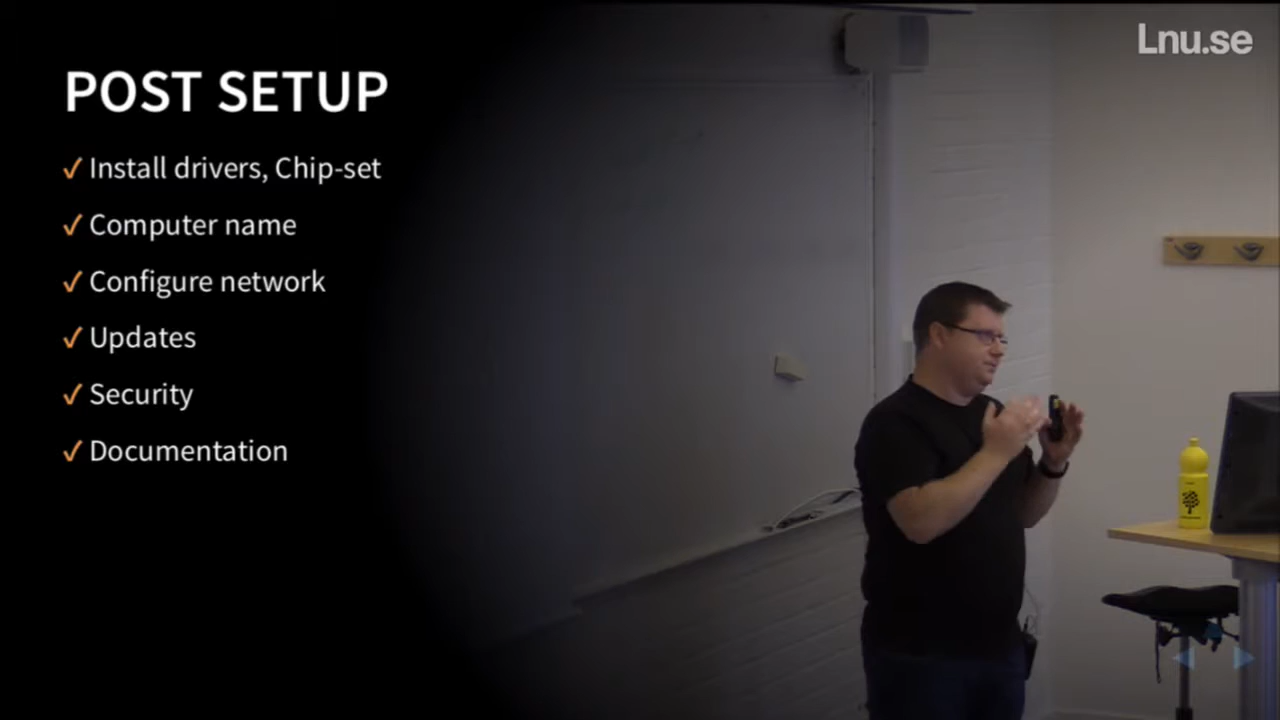 Lnu.se
POST SETUP
✓ Install drivers, Chip-set
✓ Computer name
✓ Configure network
✓ Updates
✓ Security
✓ Documentation